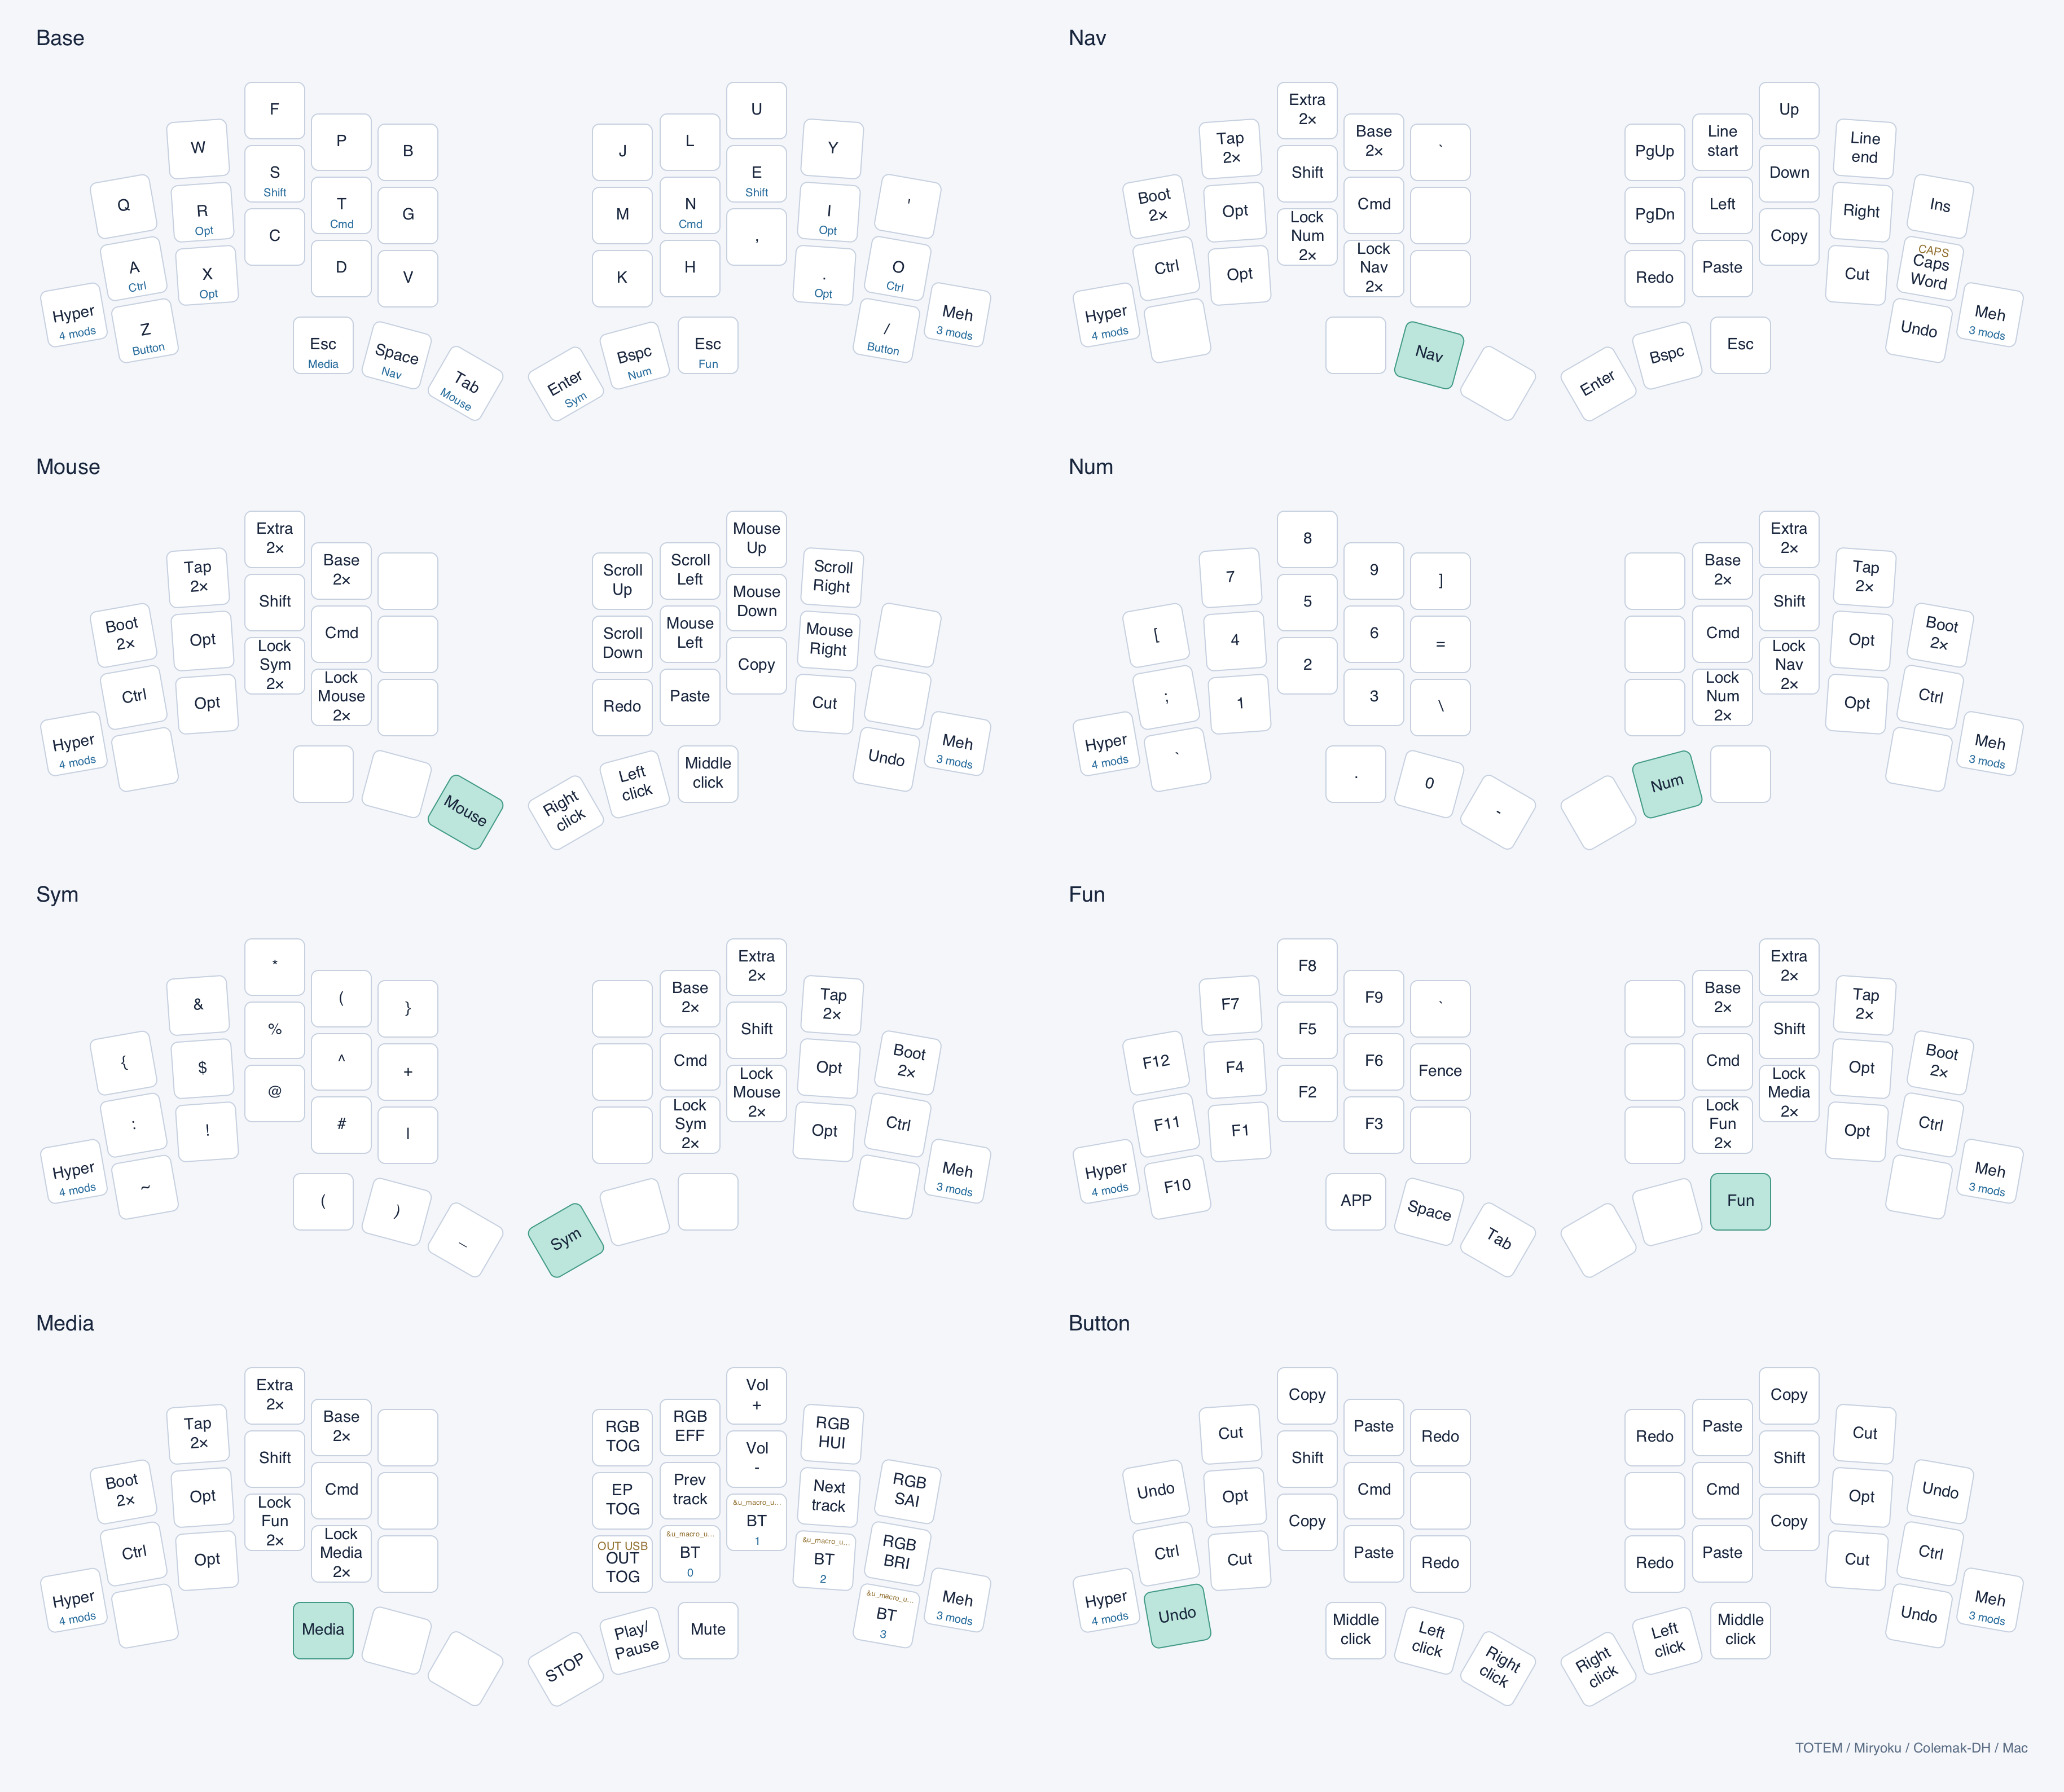 Base
Q
W
F
P
B
J
L
U
Y
'
A
Ctrl
R
Opt
S
Shift
T
Cmd
G
M
N
Cmd
E
Shift
I
Opt
O
Ctrl
Hyper
4 mods
Z
Button
X
Opt
C
D
V
K
H
,
.
Opt
/
Button
Meh
3 mods
Esc
Media
Space
Nav
Tab
Mouse
Enter
Sym
Bspc
Num
Esc
Fun
Nav
Boot
2×
Tap
2×
Extra
2×
Base
2×
`
PgUp
Line
start
Up
Line
end
Ins
Ctrl
Opt
Shift
Cmd
PgDn
Left
Down
Right
CAPS
Caps
Word
Hyper
4 mods
Opt
Lock
Num
2×
Lock
Nav
2×
Redo
Paste
Copy
Cut
Undo
Meh
3 mods
Nav
Enter
Bspc
Esc
Mouse
Boot
2×
Tap
2×
Extra
2×
Base
2×
Scroll
Up
Scroll
Left
Mouse
Up
Scroll
Right
Ctrl
Opt
Shift
Cmd
Scroll
Down
Mouse
Left
Mouse
Down
Mouse
Right
Hyper
4 mods
Opt
Lock
Sym
2×
Lock
Mouse
2×
Redo
Paste
Copy
Cut
Undo
Meh
3 mods
Mouse
Right
click
Left
click
Middle
click
Num
[
7
8
9
]
Base
2×
Extra
2×
Tap
2×
Boot
2×
;
4
5
6
=
Cmd
Shift
Opt
Ctrl
Hyper
4 mods
`
1
2
3
\
Lock
Num
2×
Lock
Nav
2×
Opt
Meh
3 mods
.
0
-
Num
Sym
{
&
*
(
}
Base
2×
Extra
2×
Tap
2×
Boot
2×
:
$
%
^
+
Cmd
Shift
Opt
Ctrl
Hyper
4 mods
~
!
@
#
|
Lock
Sym
2×
Lock
Mouse
2×
Opt
Meh
3 mods
(
)
_
Sym
Fun
F12
F7
F8
F9
`
Base
2×
Extra
2×
Tap
2×
Boot
2×
F11
F4
F5
F6
Fence
Cmd
Shift
Opt
Ctrl
Hyper
4 mods
F10
F1
F2
F3
Lock
Fun
2×
Lock
Media
2×
Opt
Meh
3 mods
APP
Space
Tab
Fun
Media
Boot
2×
Tap
2×
Extra
2×
Base
2×
RGB
TOG
RGB
EFF
Vol
+
RGB
HUI
RGB
SAI
Ctrl
Opt
Shift
Cmd
EP
TOG
Prev
track
Vol
-
Next
track
RGB
BRI
Hyper
4 mods
Opt
Lock
Fun
2×
Lock
Media
2×
OUT USB
OUT
TOG
&u_macro_u...
BT
0
&u_macro_u...
BT
1
&u_macro_u...
BT
2
&u_macro_u...
BT
3
Meh
3 mods
Media
STOP
Play/
Pause
Mute
Button
Undo
Cut
Copy
Paste
Redo
Redo
Paste
Copy
Cut
Undo
Ctrl
Opt
Shift
Cmd
Cmd
Shift
Opt
Ctrl
Hyper
4 mods
Undo
Cut
Copy
Paste
Redo
Redo
Paste
Copy
Cut
Undo
Meh
3 mods
Middle
click
Left
click
Right
click
Right
click
Left
click
Middle
click
TOTEM / Miryoku / Colemak-DH / Mac